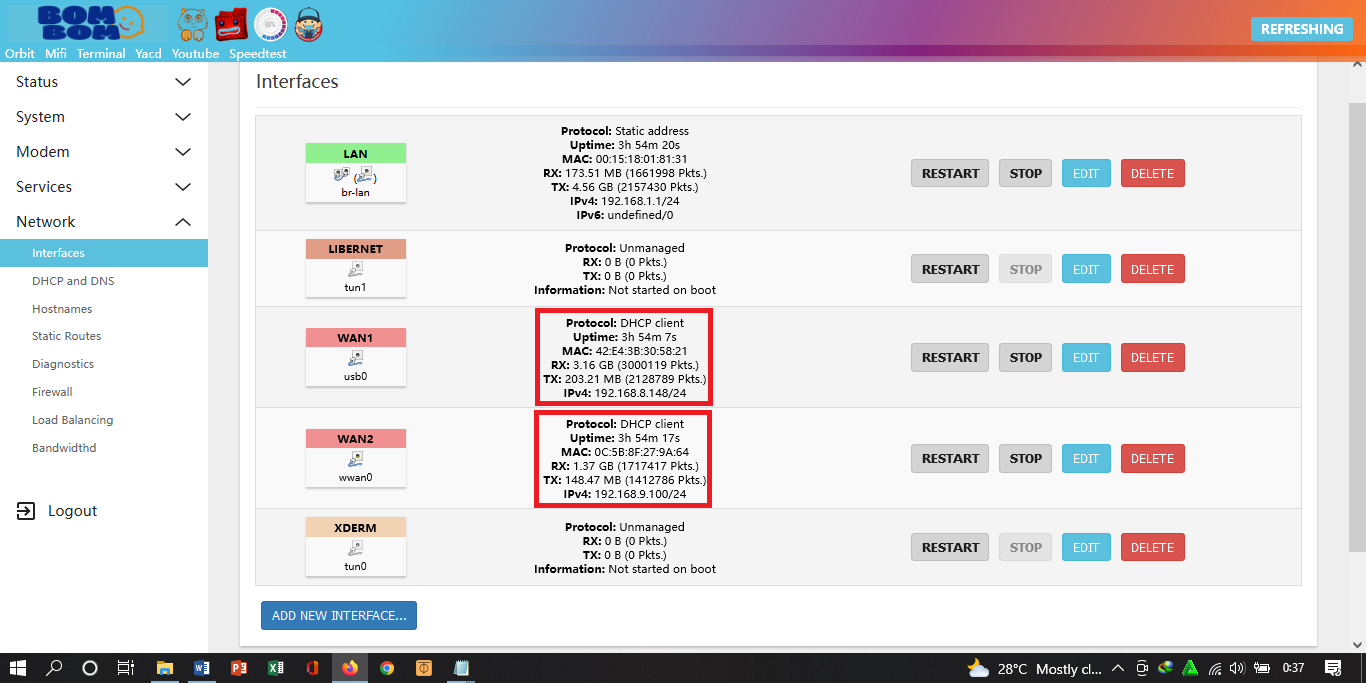 BOM
BOM
Orbit Mifi Terminal Yacd Youtube Speedtest
REFRESHING
Status
System
Modem
Services
Network
Interfaces
DHCP and DNS
Hostnames
Static Routes
Diagnostics
Firewall
Load Balancing
Bandwidthd
Logout
Interfaces
LAN
br-lan
Protocol: Static address
Uptime: 3h 54m 20s
MAC: 00:15:18:01:81:31
RX: 173.51 MB (1661998 Pkts.)
TX: 4.56 GB (2157430 Pkts.)
IPv4: 192.168.1.1/24
IPv6: undefined/0
RESTART STOP EDIT DELETE
LIBERNET
tun1
Protocol: Unmanaged
RX: 0 B (0 Pkts.)
TX: 0 B (0 Pkts.)
Information: Not started on boot
RESTART STOP EDIT DELETE
WAN1
usb0
Protocol: DHCP client
Uptime: 3h 54m 7s
MAC: 42:E4:3B:30:58:21
RX: 3.16 GB (3000119 Pkts.)
TX: 203.21 MB (2128789 Pkts.)
IPv4: 192.168.8.148/24
RESTART STOP EDIT DELETE
WAN2
wwan0
Protocol: DHCP client
Uptime: 3h 54m 17s
MAC: 0C:5B:8F:27:9A:64
RX: 1.37 GB (1717417 Pkts.)
TX: 148.47 MB (1412786 Pkts.)
IPv4: 192.168.9.100/24
RESTART STOP EDIT DELETE
XDERM
tun0
Protocol: Unmanaged
RX: 0 B (0 Pkts.)
TX: 0 B (0 Pkts.)
Information: Not started on boot
RESTART STOP EDIT DELETE
ADD NEW INTERFACE...
28°C Mostly cl... 0:37